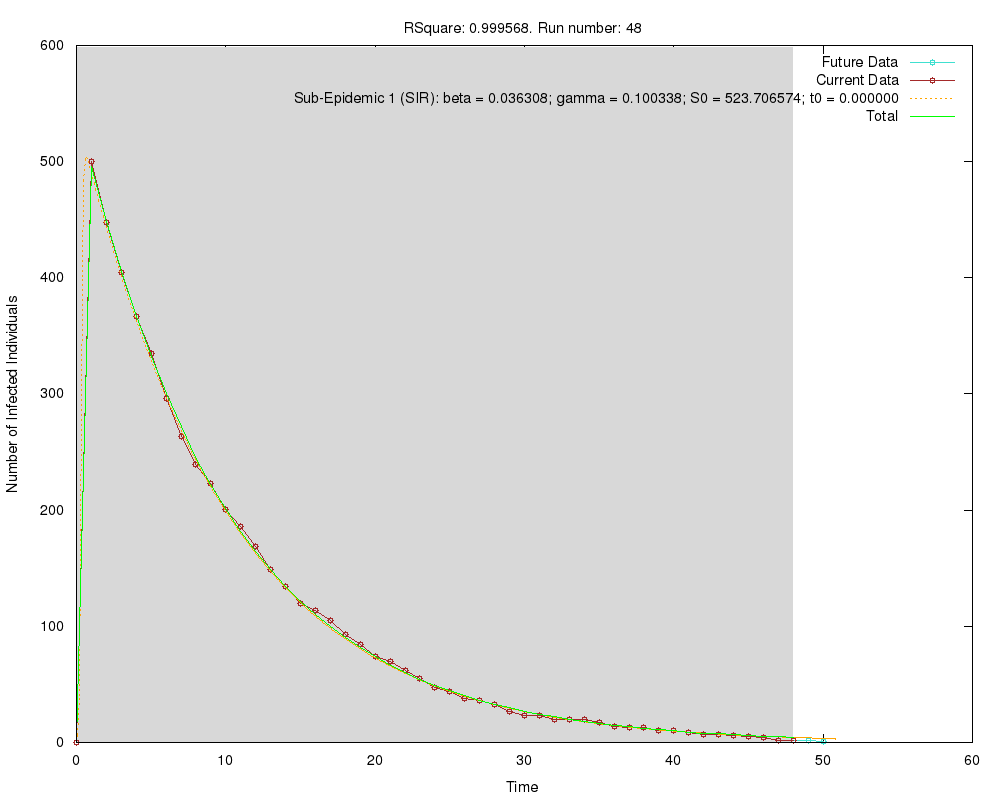 RSquare: 0.999568. Run number: 48
600
500
400
300
200
100
0
Number of Infected Individuals
Future Data
Current Data
Sub-Epidemic 1 (SIR): beta = 0.036308; gamma = 0.100338; S0 = 523.706574; t0 = 0.000000
Total
0 10 20 30 40 50 60
Time